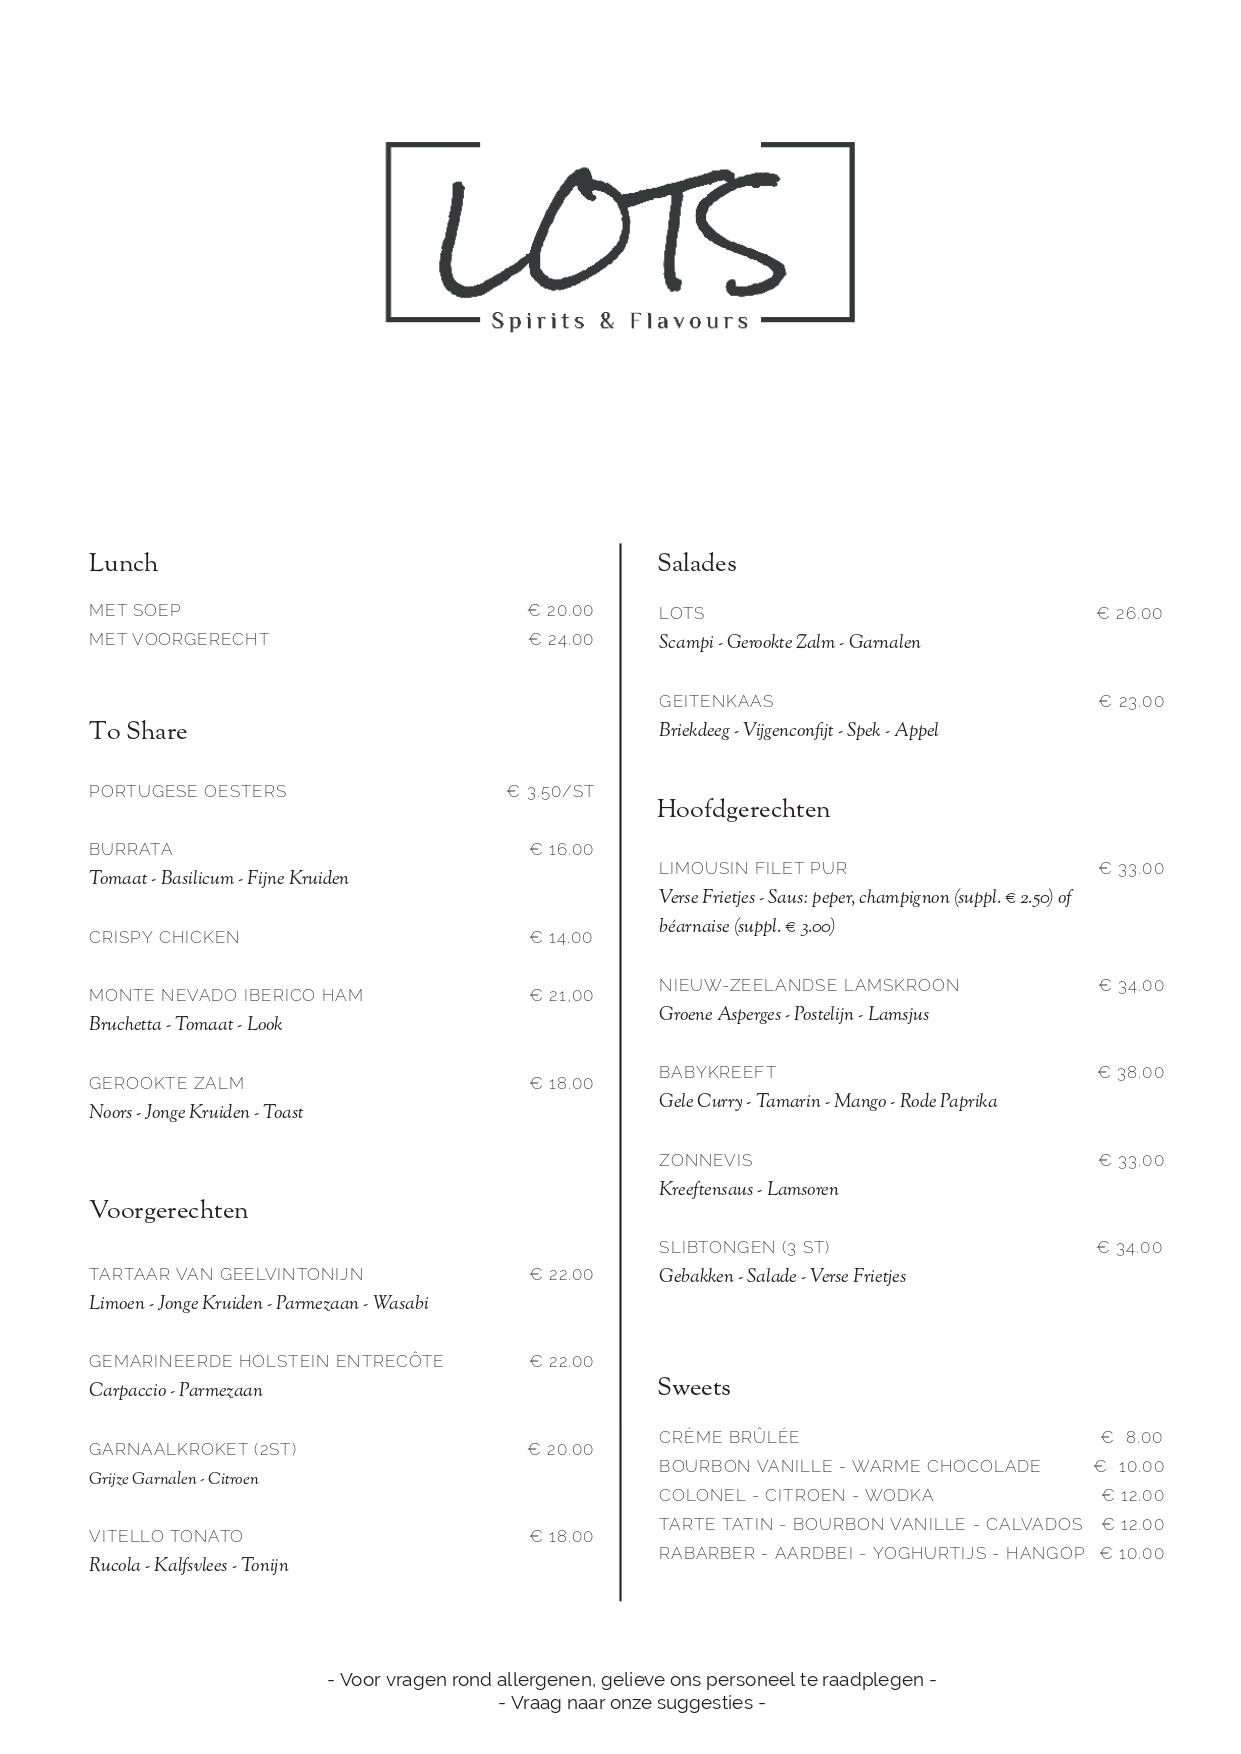 LOTS
Spirits & Flavours
Lunch
MET SOEP € 20.00
MET VOORGERECHT € 24.00
To Share
PORTUGESE OESTERS € 3.50/ST
BURRATA € 16.00
Tomaat - Basilicum - Fijne Kruiden
CRISPY CHICKEN € 14.00
MONTE NEVADO IBERICO HAM € 21,00
Bruchetta - Tomaat - Look
GEROOKTE ZALM € 18.00
Noors - Jonge Kruiden - Toast
Voorgerechten
TARTAAR VAN GEELVINTONIJN € 22.00
Limoen - Jonge Kruiden - Parmezaan - Wasabi
GEMARINEERDE HOLSTEIN ENTRECÔTE € 22.00
Carpaccio - Parmezaan
GARNAALKROKET (2ST) € 20.00
Grijze Garnalen - Citroen
VITELLO TONATO € 18.00
Rucola - Kalfsvlees - Tonijn
Salades
LOTS € 26.00
Scampi - Gerookte Zalm - Garnalen
GEITENKAAS € 23.00
Briekdeeg - Vijgenconfijt - Spek - Appel
Hoofdgerechten
LIMOUSIN FILET PUR € 33.00
Verse Frietjes - Saus: peper, champignon (suppl. € 2.50) of
béarnaise (suppl. € 3.00)
NIEUW-ZEELANDSE LAMSKROON € 34.00
Groene Asperges - Postelijn - Lamsjus
BABYKREEFT € 38.00
Gele Curry - Tamarin - Mango - Rode Paprika
ZONNEVIS € 33.00
Kreeftensaus - Lamsoren
SLIBTONGEN (3 ST) € 34.00
Gebakken - Salade - Verse Frietjes
Sweets
CRÈME BRÛLÉE € 8.00
BOURBON VANILLE - WARME CHOCOLADE € 10.00
COLONEL - CITROEN - WODKA € 12.00
TARTE TATIN - BOURBON VANILLE - CALVADOS € 12.00
RABARBER - AARDBEI - YOGHURTIJS - HANGOP € 10.00
- Voor vragen rond allergenen, gelieve ons personeel te raadplegen -
- Vraag naar onze suggesties -